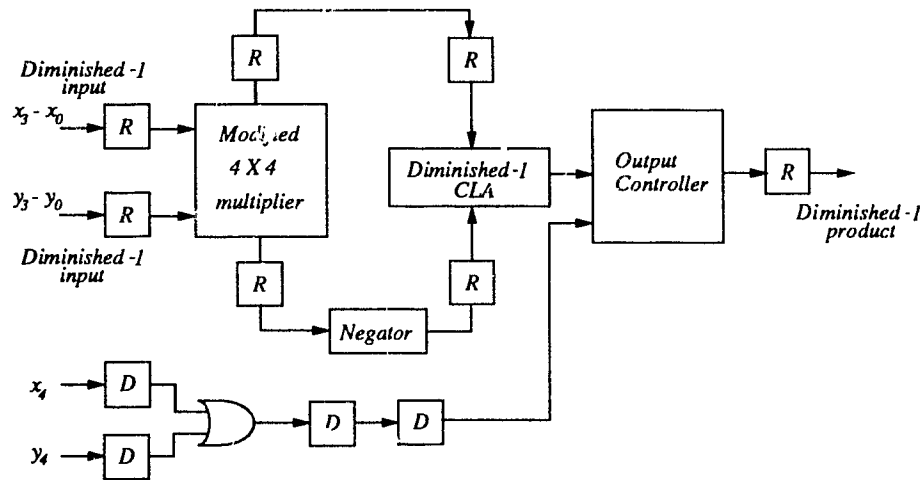 R
R
Diminished-1
input
x3 - x0
R
Modified
4 X 4
multiplier
Diminished-1
CLA
Output
Controller
R
Diminished-1
product
y3 - y0
R
Diminished-1
input
R
R
Negator
x4
D
D
D
y4
D